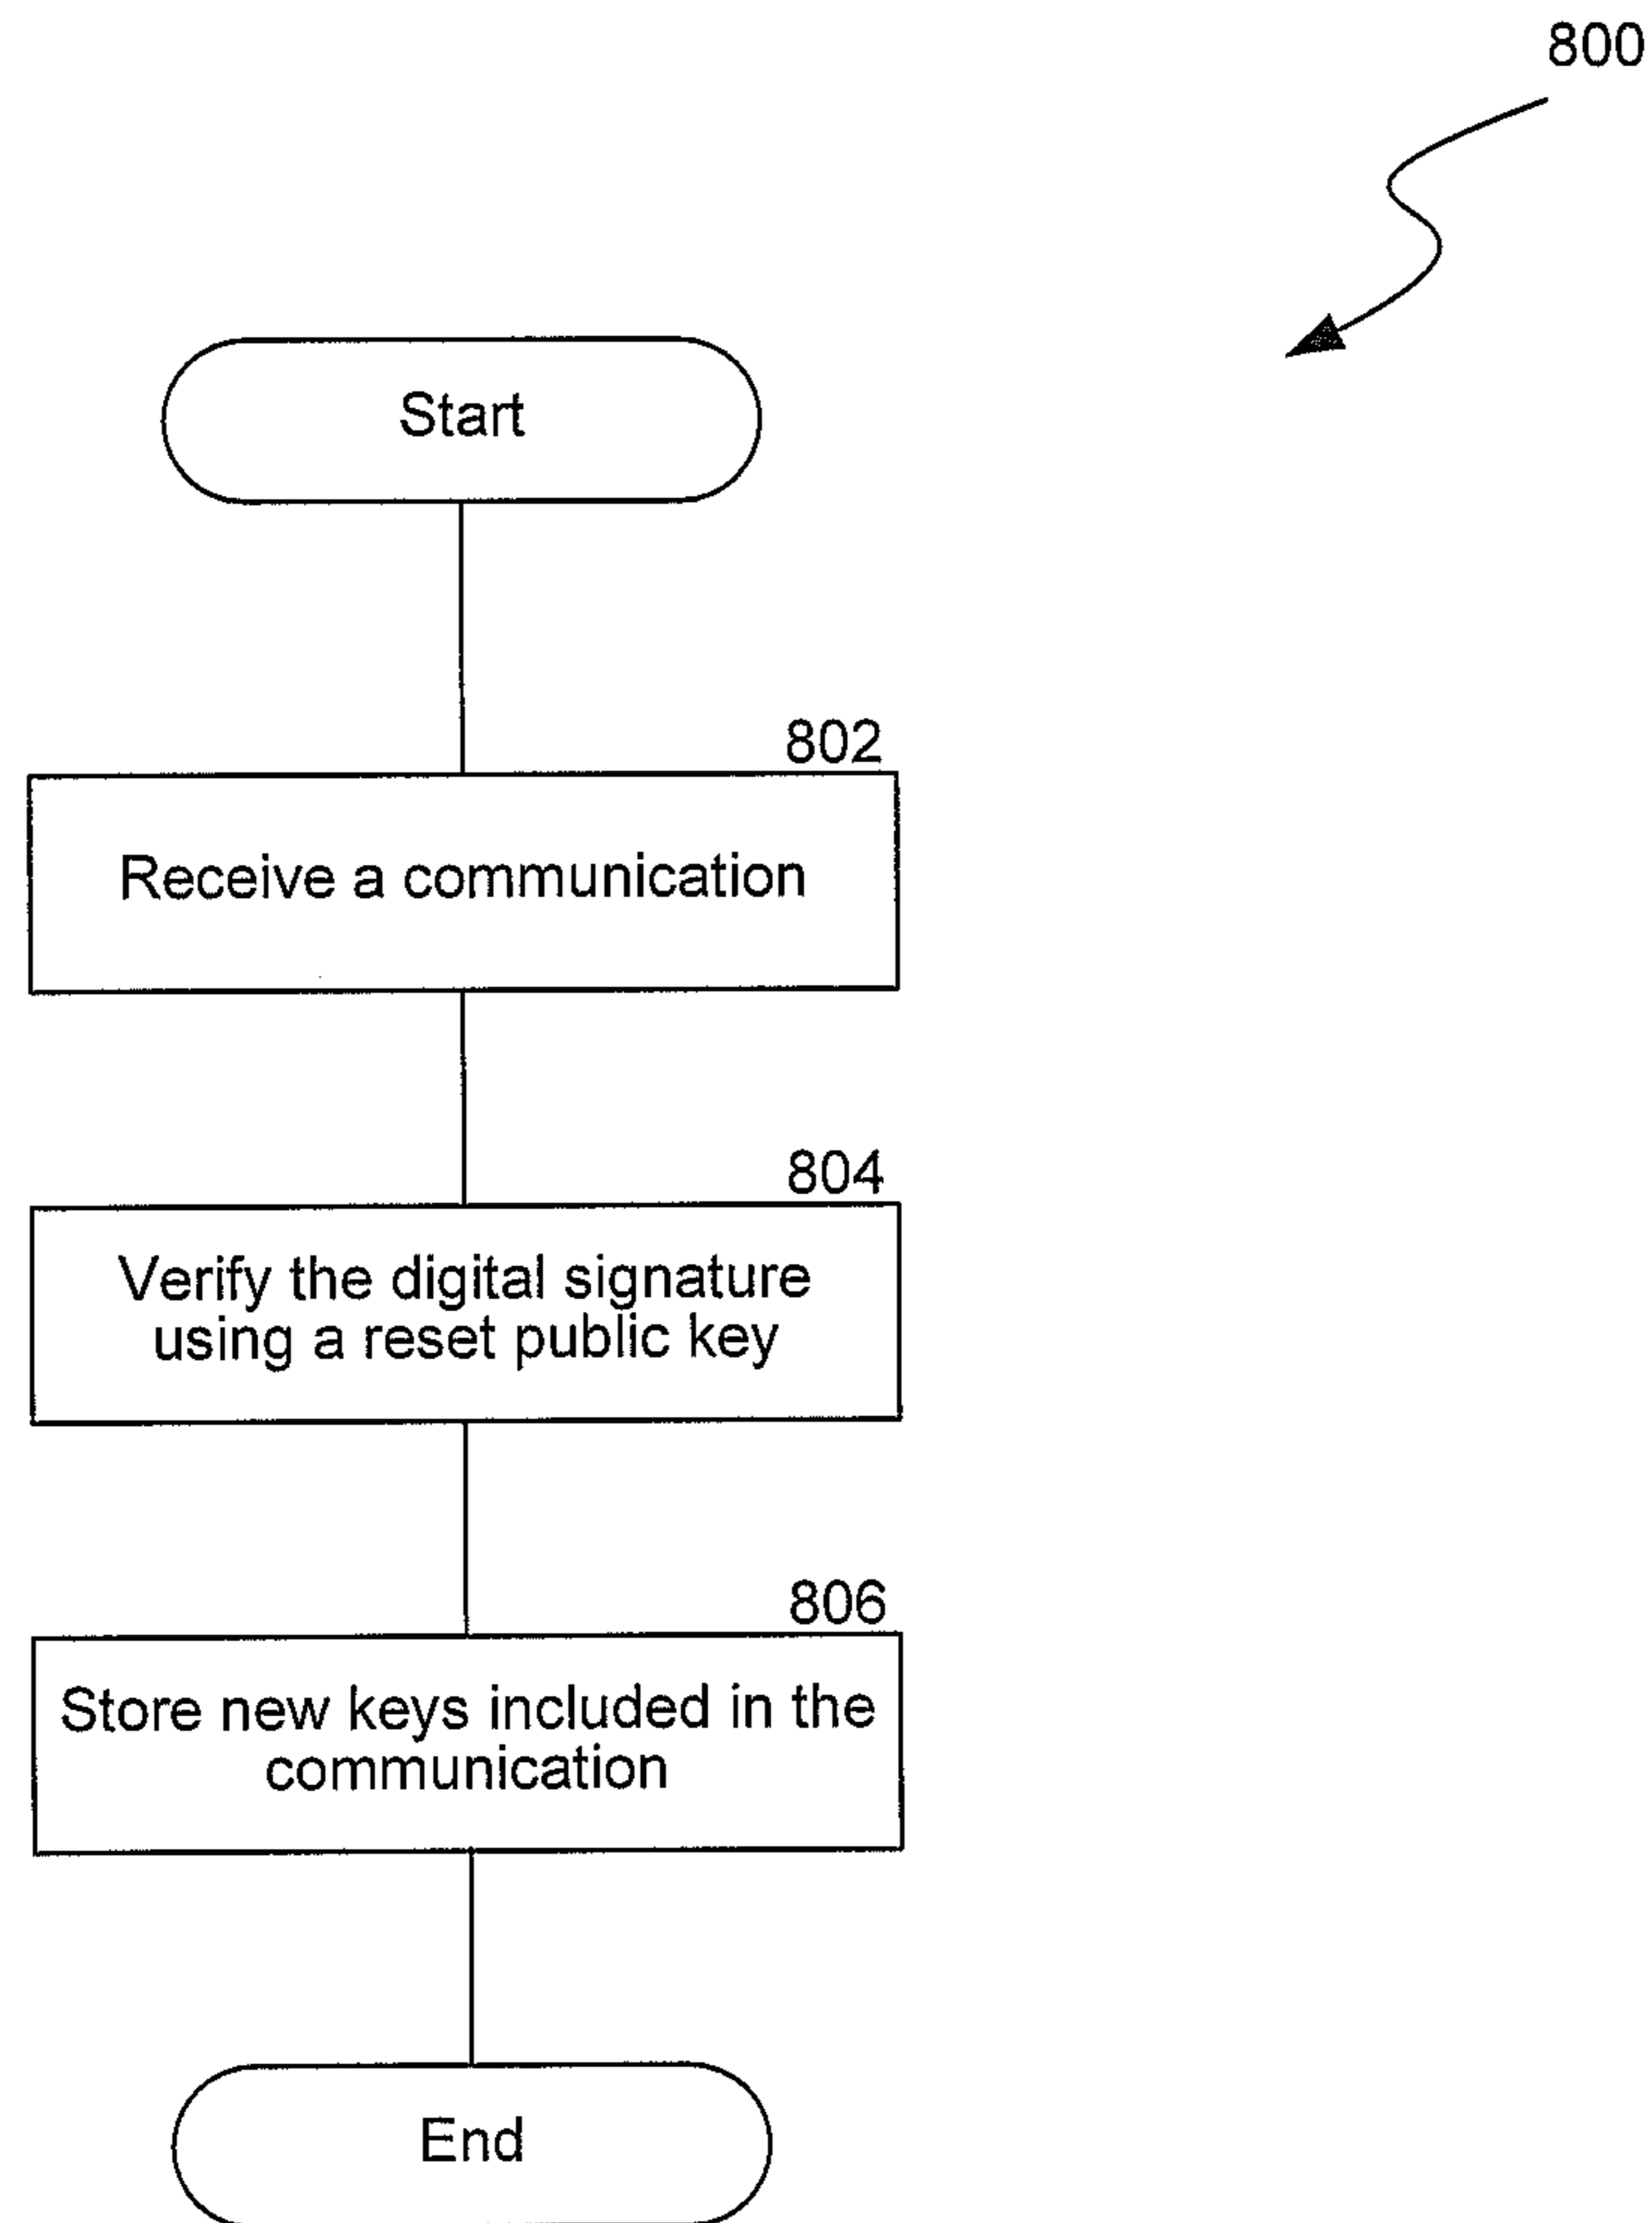 800
Start
802
Receive a communication
804
Verify the digital signature
using a reset public key
806
Store new keys included in the
communication
End